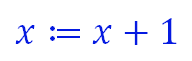 x := x + 1